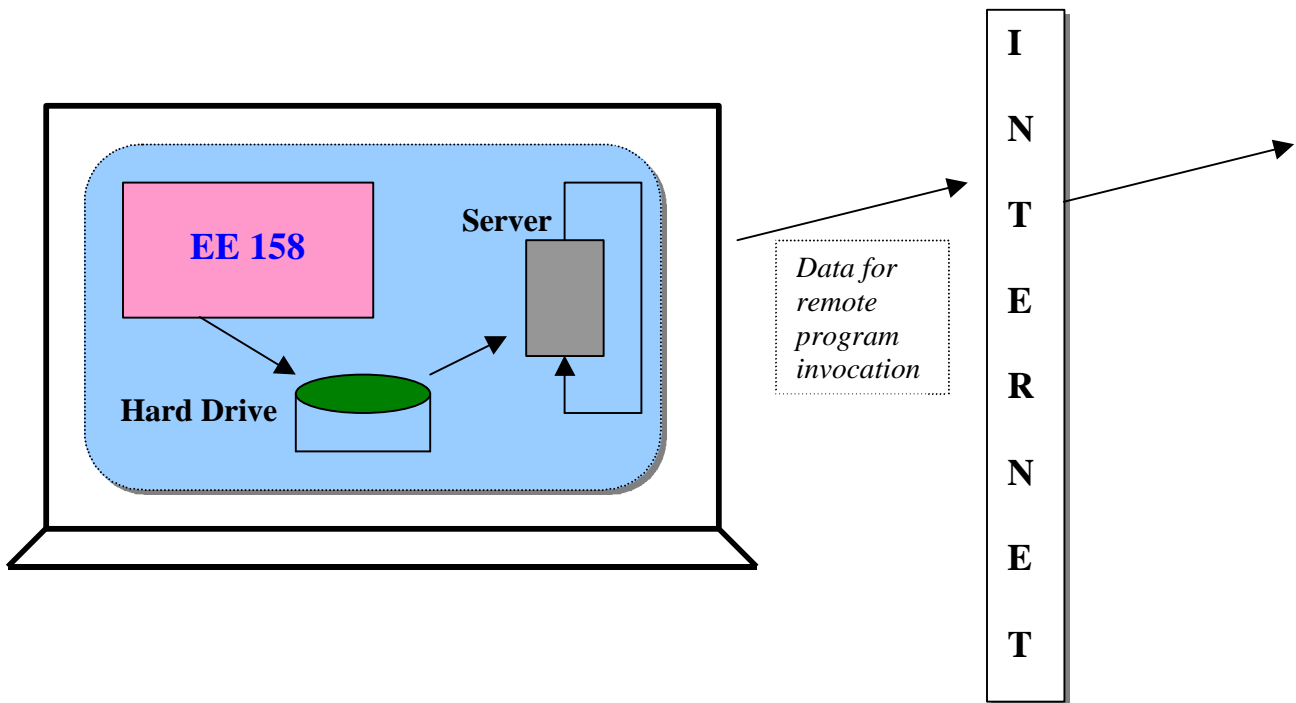 EE 158
Server
Hard Drive
Data for
remote
program
invocation
I
N
T
E
R
N
E
T